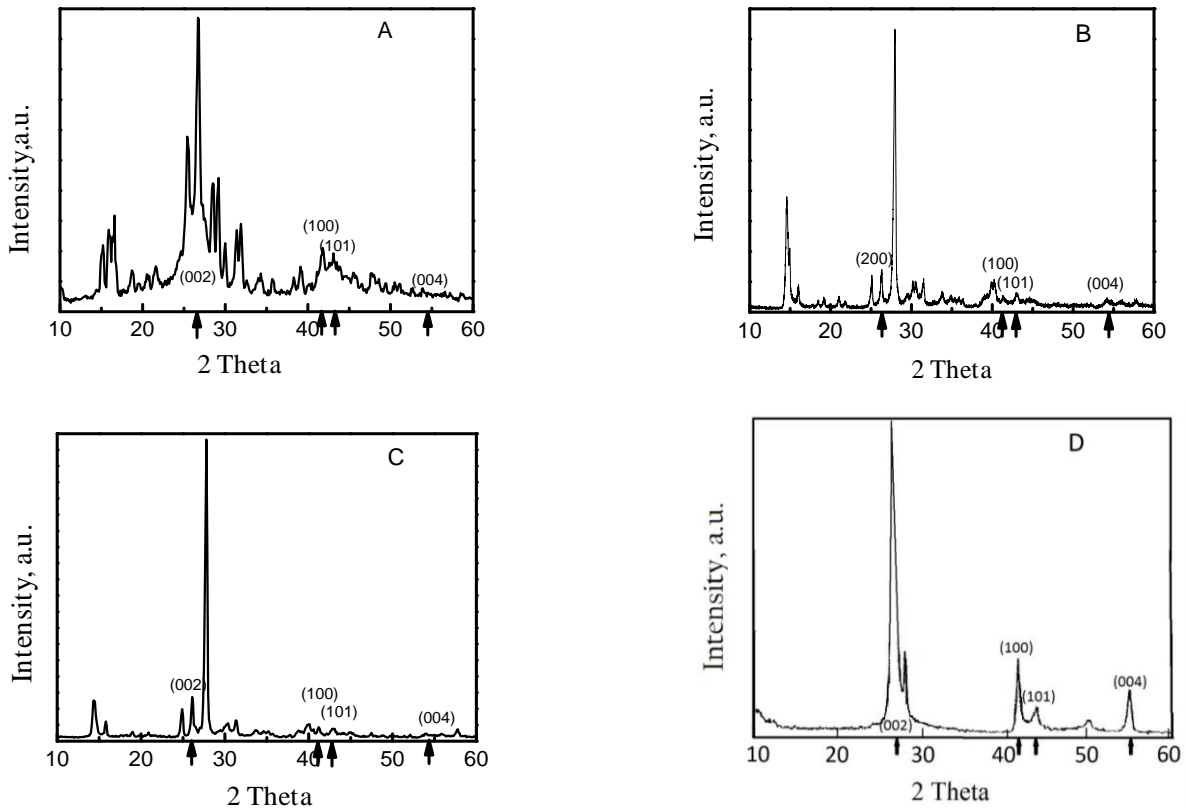 A
Intensity,a.u.
(002)
(100)
(101)
(004)
10 20 30 40 50 60
2 Theta
B
Intensity, a.u.
(200)
(100)
(101)
(004)
10 20 30 40 50 60
2 Theta
C
Intensity, a.u.
(002)
(100)
(101)
(004)
10 20 30 40 50 60
2 Theta
D
Intensity, a.u.
(002)
(100)
(101)
(004)
10 20 30 40 50 60
2 Theta